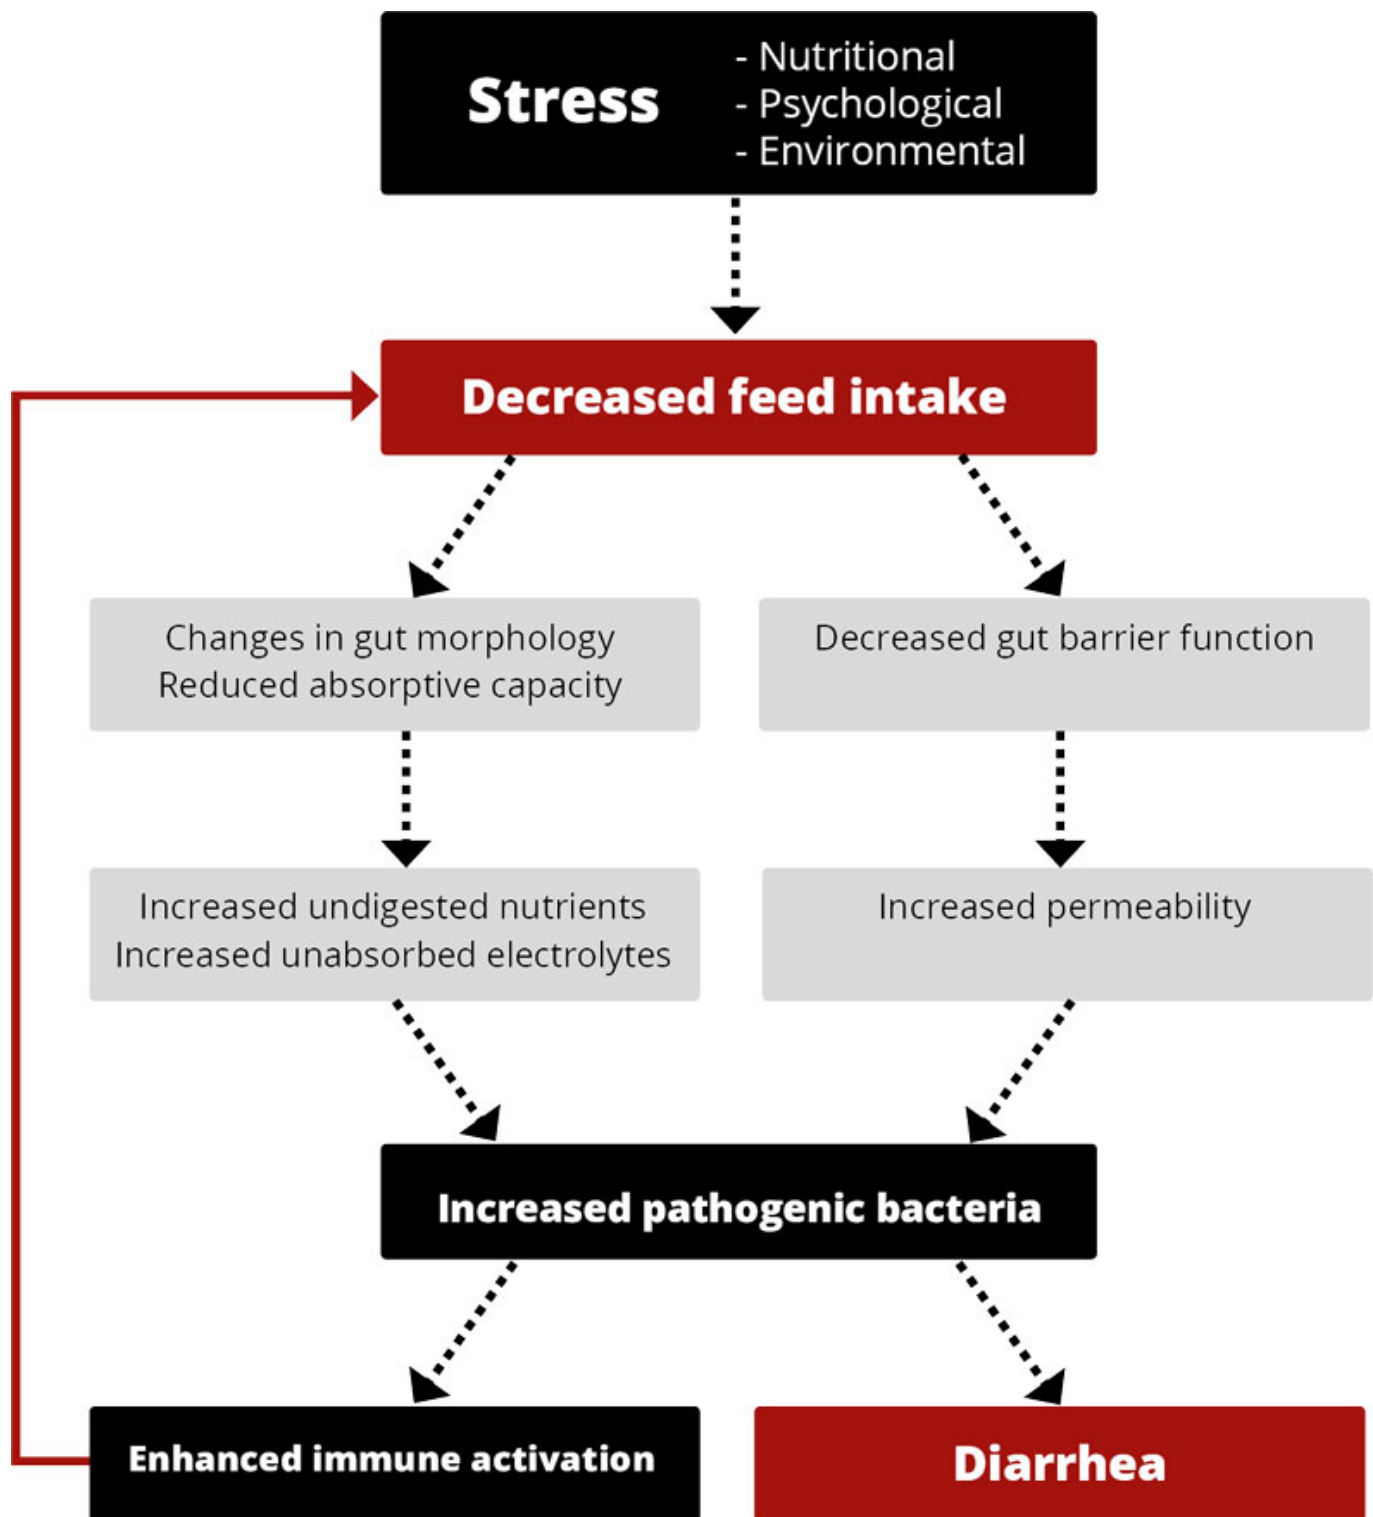 Stress
- Nutritional
- Psychological
- Environmental
Decreased feed intake
Changes in gut morphology
Reduced absorptive capacity
Decreased gut barrier function
Increased undigested nutrients
Increased unabsorbed electrolytes
Increased permeability
Increased pathogenic bacteria
Enhanced immune activation
Diarrhea